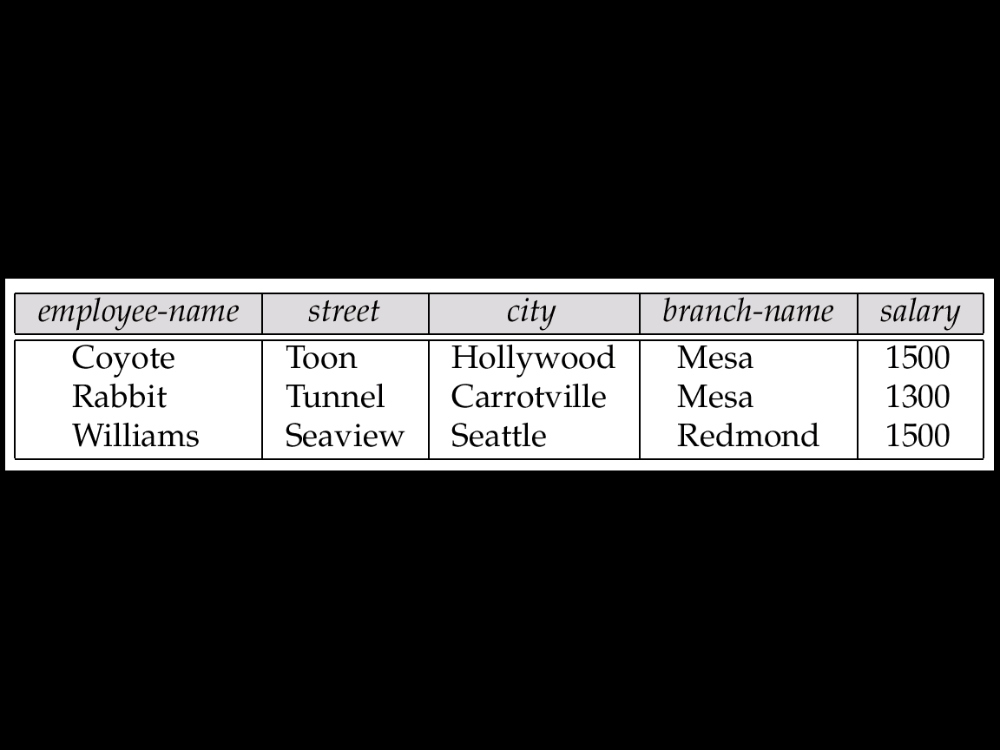 employee-name street city branch-name salary
Coyote Toon Hollywood Mesa 1500
Rabbit Tunnel Carrotville Mesa 1300
Williams Seaview Seattle Redmond 1500